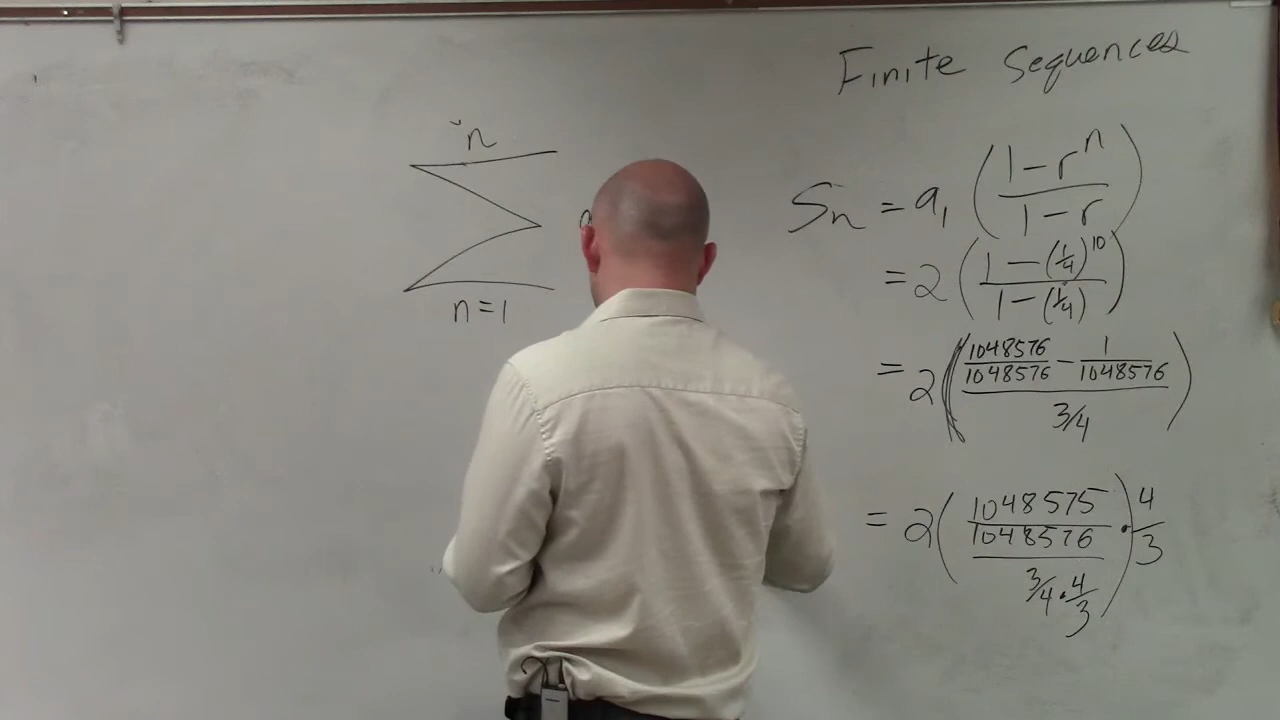 Finite Sequences
n
n=1
Sn = a1 ( (1-r^n) / (1-r) )
= 2 ( (1-(1/4)^10) / (1-(1/4)) )
= 2 ( (1048576/1048576 - 1/1048576) / (3/4) )
= 2 ( (1048575/1048576) / (3/4 · 4/3) ) · 4/3